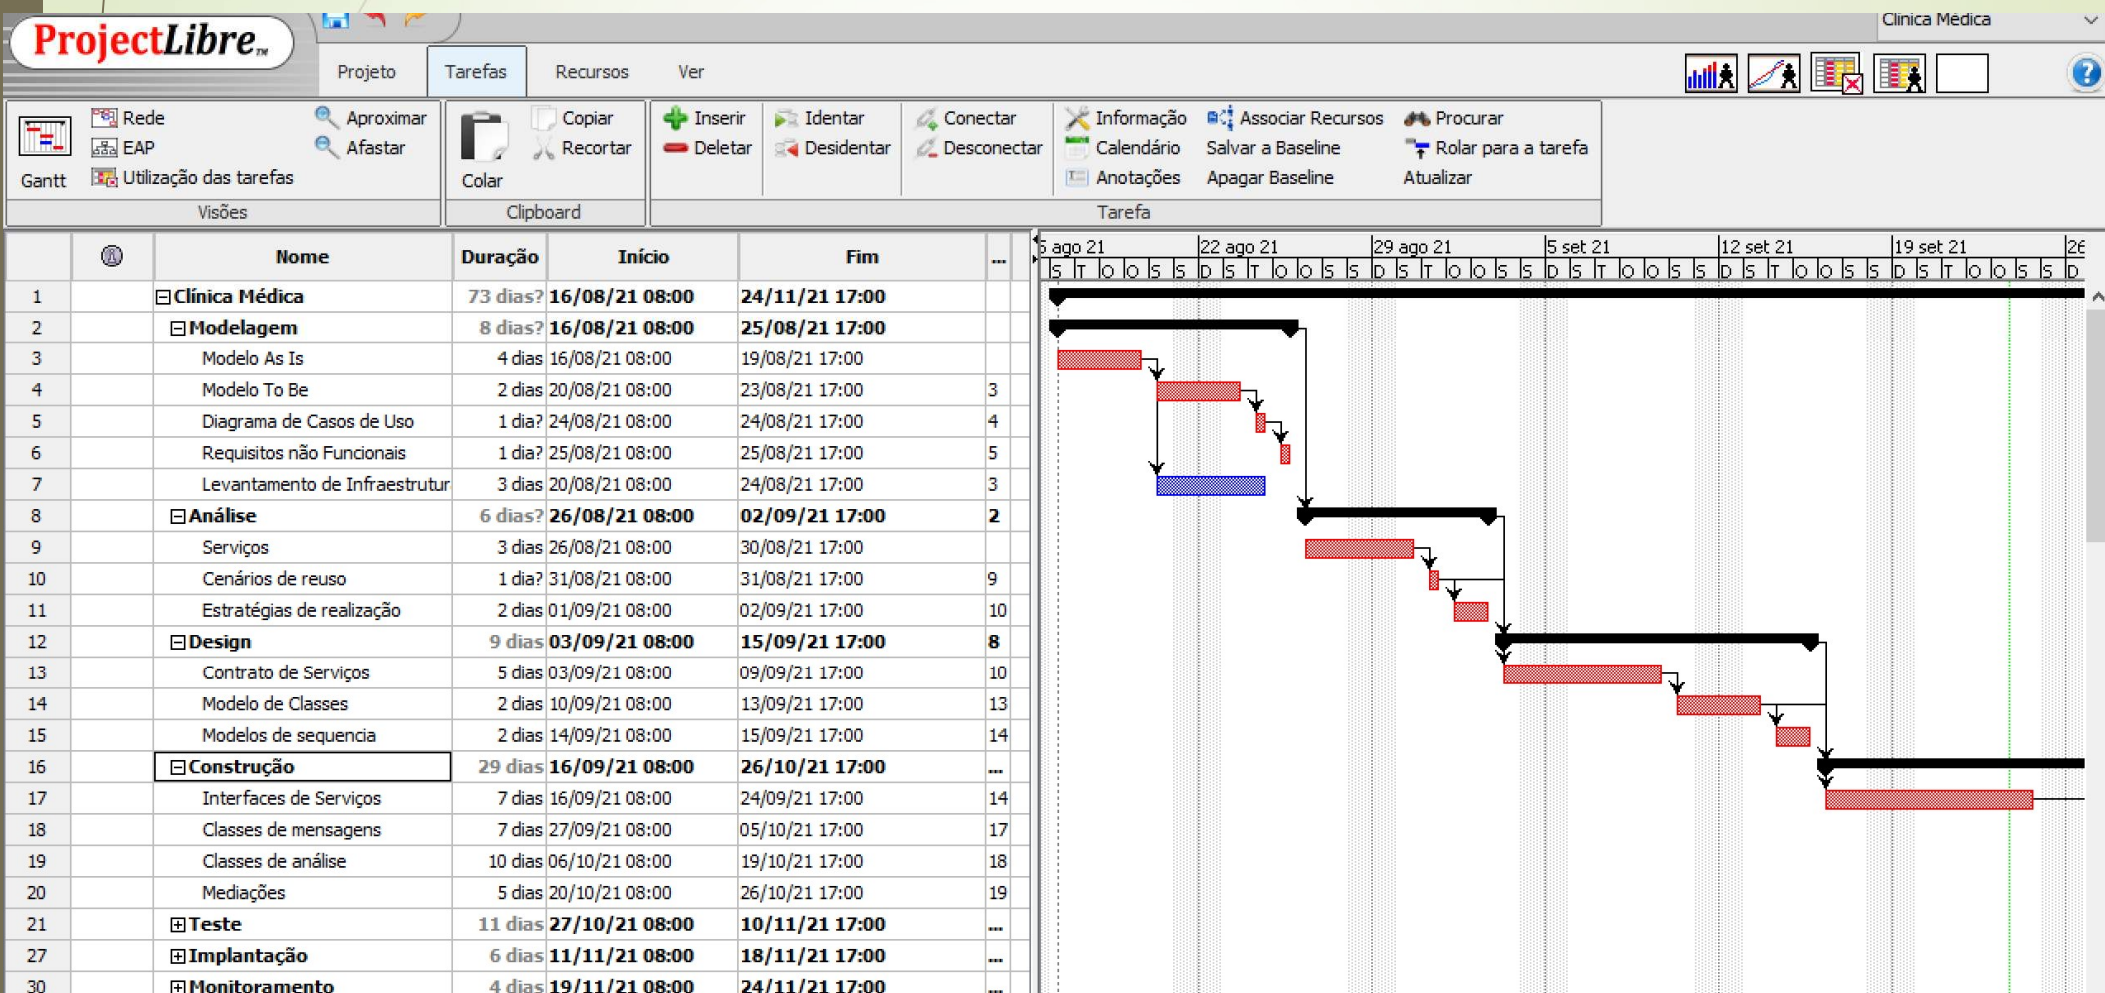 Clínica Médica
ProjectLibre™
Projeto Tarefas Recursos Ver
Rede Aproximar Copiar Inserir Identar Conectar Informação Associar Recursos Procurar
EAP Afastar Recortar Deletar Desidentar Desconectar Calendário Salvar a Baseline Rolar para a tarefa
Gantt Utilização das tarefas Colar Anotações Apagar Baseline Atualizar
Visões Clipboard Tarefa
Nome Duração Início Fim ...
ago 21 22 ago 21 29 ago 21 5 set 21 12 set 21 19 set 21 26
S T Q Q S S D S T Q Q S S D S T Q Q S S D S T Q Q S S D S T Q Q S S D S T Q Q S S D
1 Clínica Médica 73 dias? 16/08/21 08:00 24/11/21 17:00
2 Modelagem 8 dias? 16/08/21 08:00 25/08/21 17:00
3 Modelo As Is 4 dias 16/08/21 08:00 19/08/21 17:00
4 Modelo To Be 2 dias 20/08/21 08:00 23/08/21 17:00 3
5 Diagrama de Casos de Uso 1 dia? 24/08/21 08:00 24/08/21 17:00 4
6 Requisitos não Funcionais 1 dia? 25/08/21 08:00 25/08/21 17:00 5
7 Levantamento de Infraestrutur 3 dias 20/08/21 08:00 24/08/21 17:00 3
8 Análise 6 dias? 26/08/21 08:00 02/09/21 17:00 2
9 Serviços 3 dias 26/08/21 08:00 30/08/21 17:00
10 Cenários de reuso 1 dia? 31/08/21 08:00 31/08/21 17:00 9
11 Estratégias de realização 2 dias 01/09/21 08:00 02/09/21 17:00 10
12 Design 9 dias 03/09/21 08:00 15/09/21 17:00 8
13 Contrato de Serviços 5 dias 03/09/21 08:00 09/09/21 17:00 10
14 Modelo de Classes 2 dias 10/09/21 08:00 13/09/21 17:00 13
15 Modelos de sequencia 2 dias 14/09/21 08:00 15/09/21 17:00 14
16 Construção 29 dias 16/09/21 08:00 26/10/21 17:00 ...
17 Interfaces de Serviços 7 dias 16/09/21 08:00 24/09/21 17:00 14
18 Classes de mensagens 7 dias 27/09/21 08:00 05/10/21 17:00 17
19 Classes de análise 10 dias 06/10/21 08:00 19/10/21 17:00 18
20 Mediações 5 dias 20/10/21 08:00 26/10/21 17:00 19
21 Teste 11 dias 27/10/21 08:00 10/11/21 17:00 ...
27 Implantação 6 dias 11/11/21 08:00 18/11/21 17:00 ...
30 Monitoramento 4 dias 19/11/21 08:00 24/11/21 17:00 ...